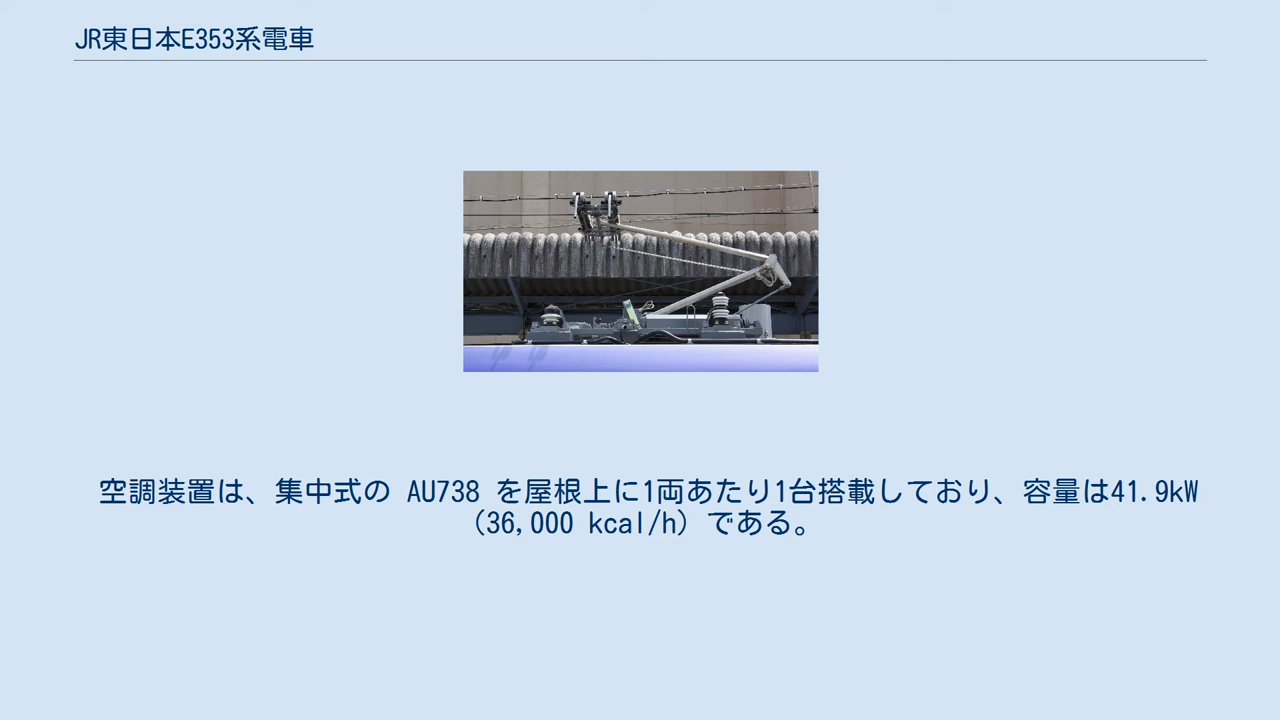 JR東日本E353系電車
空調装置は、集中式の AU738 を屋根上に1両あたり1台搭載しており、容量は41.9kW
(36,000 kcal/h) である。